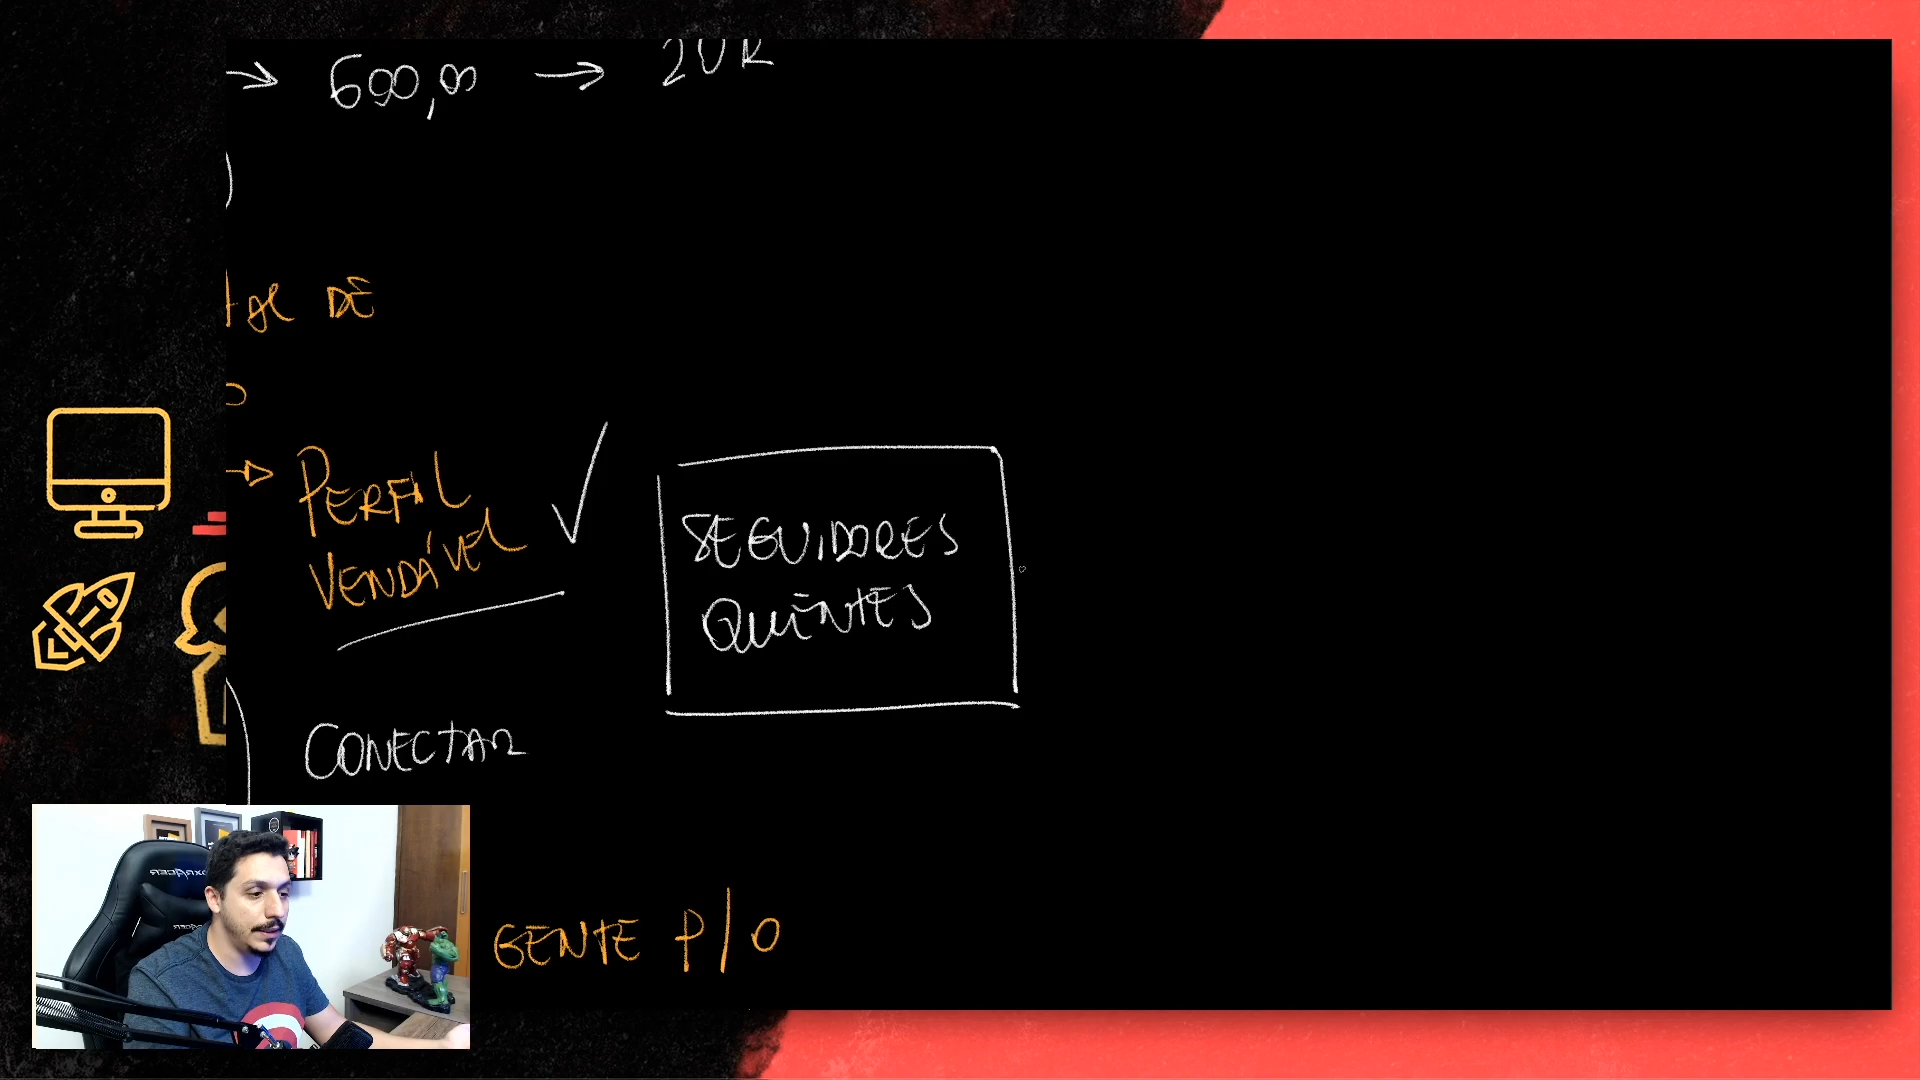 → 600,00 → 20K
DE
→ PERFIL
VENDÁVEL
SEGUIDORES
QUENTES
CONECTAR
GENTE P/ O